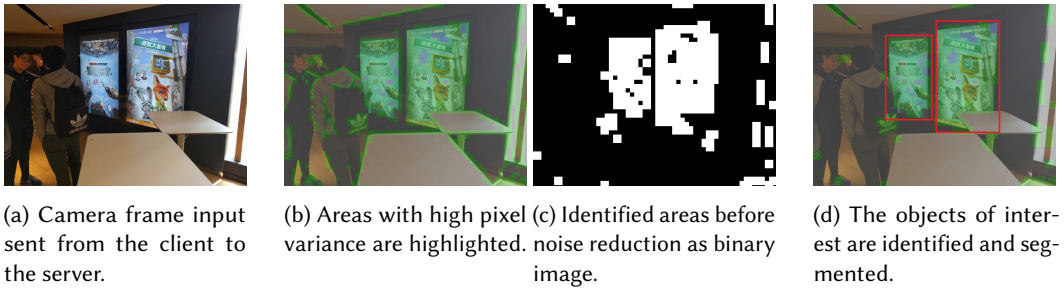 (a) Camera frame input
sent from the client to
the server.
(b) Areas with high pixel
variance are highlighted.
(c) Identified areas before
noise reduction as binary
image.
(d) The objects of inter-
est are identified and seg-
mented.